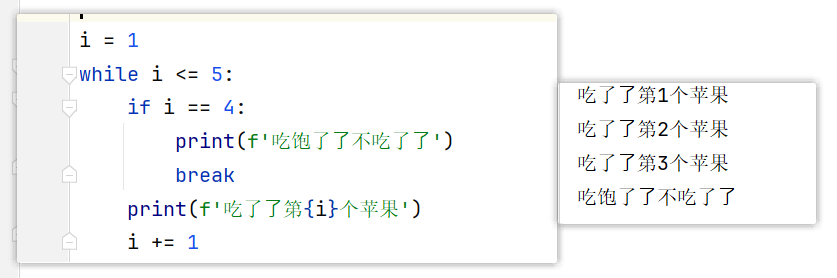 i = 1
while i <= 5:
    if i == 4:
        print(f'吃饱了了不吃了了')
        break
    print(f'吃了了第{i}个苹果')
    i += 1
吃了了第1个苹果
吃了了第2个苹果
吃了了第3个苹果
吃饱了了不吃了了